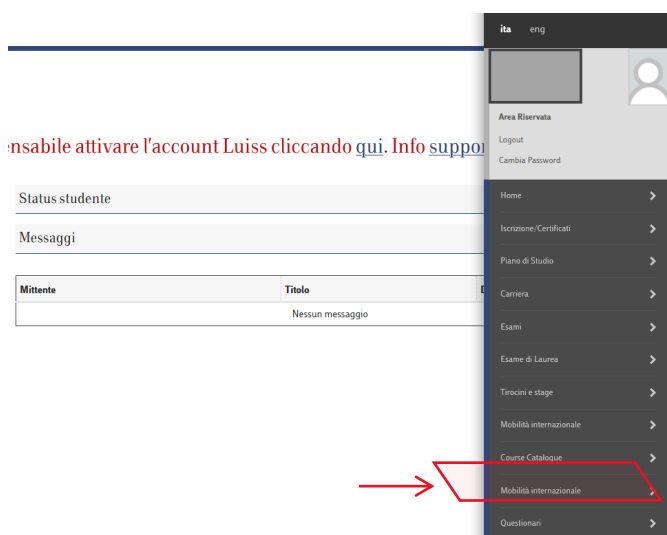 ita eng
Area Riservata
Logout
Cambia Password
ensabile attivare l'account Luiss cliccando qui. Info suppor
Status studente
Messaggi
Mittente Titolo
Nessun messaggio
Home
Iscrizione/Certificati
Piano di Studio
Carriera
Esami
Esame di Laurea
Tirocini e stage
Mobilità internazionale
Course Catalogue
Mobilità internazionale
Questionari